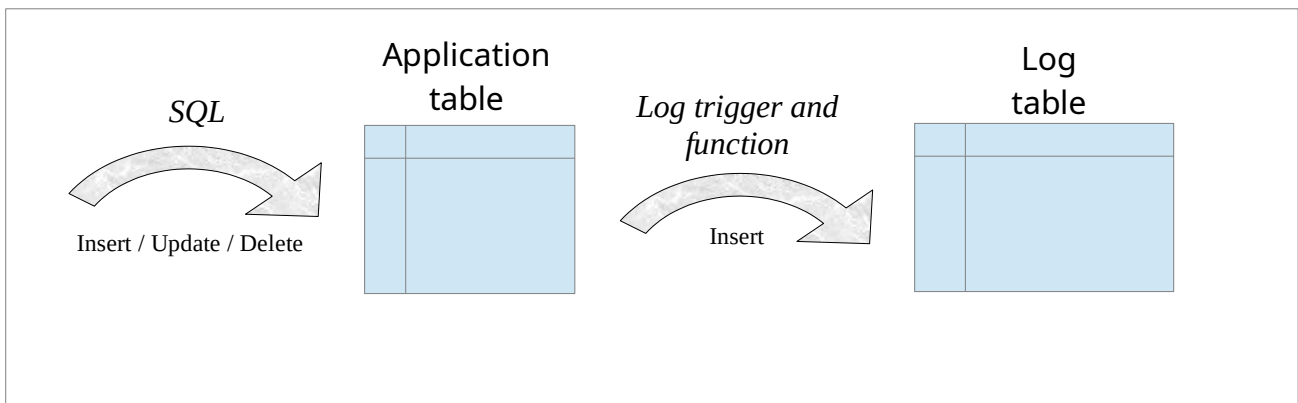 SQL
Insert / Update / Delete
Application
table
Log trigger and
function
Insert
Log
table